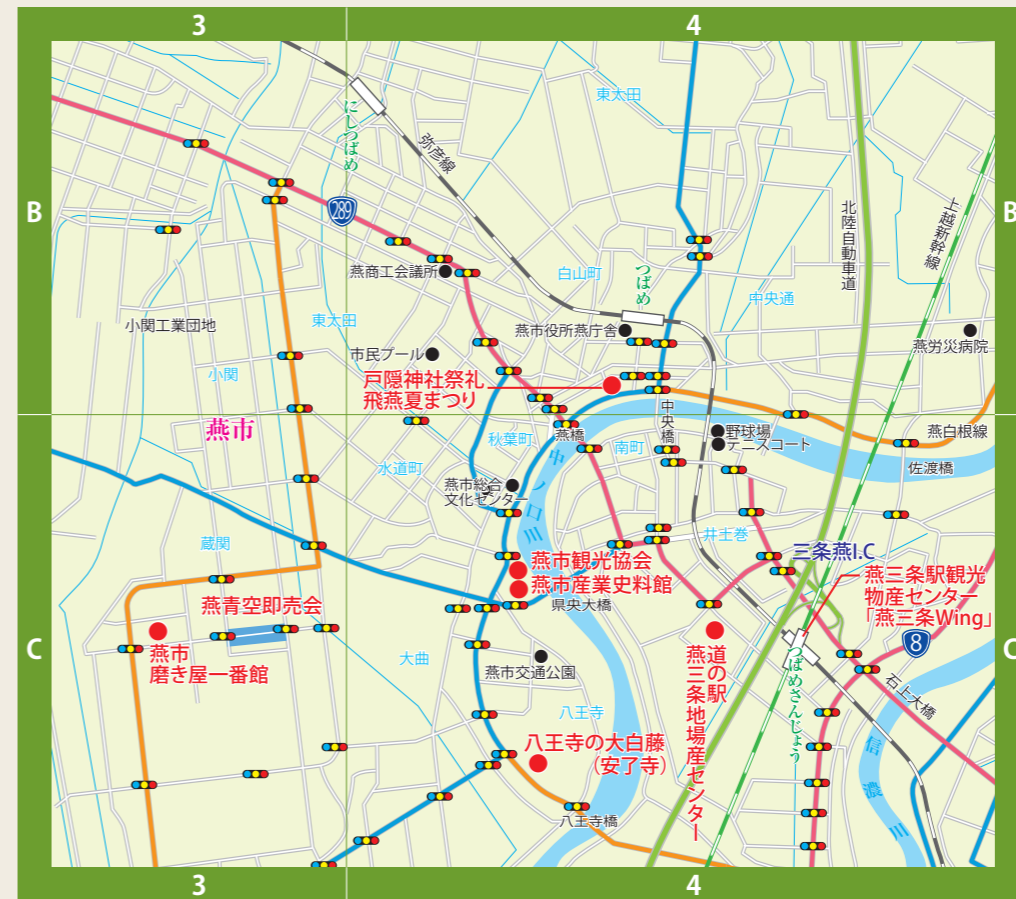 3
4
B
B
東太田
にしつばめ
弥彦線
289
北陸自動車道
上越新幹線
燕商工会議所
白山町
つばめ
中央通
小関工業団地
東太田
燕市役所燕庁舎
燕労災病院
市民プール
小関
戸隠神社祭礼
飛燕夏まつり
燕市
秋葉町
燕橋
南町
中央橋
野球場
テニスコート
燕白根線
佐渡橋
水道町
燕市総合
文化センター
中ノ口川
井土巻
蔵関
三条燕I.C
燕市観光協会
燕市産業史料館
県央大橋
燕三条駅観光
物産センター
「燕三条Wing」
燕青空即売会
8
C
C
燕市
磨き屋一番館
大曲
燕市交通公園
道の駅
燕三条地場産センター
つばめさんじょう
石上大橋
八王寺
八王寺の大白藤
（安了寺）
信濃川
八王寺橋
3
4